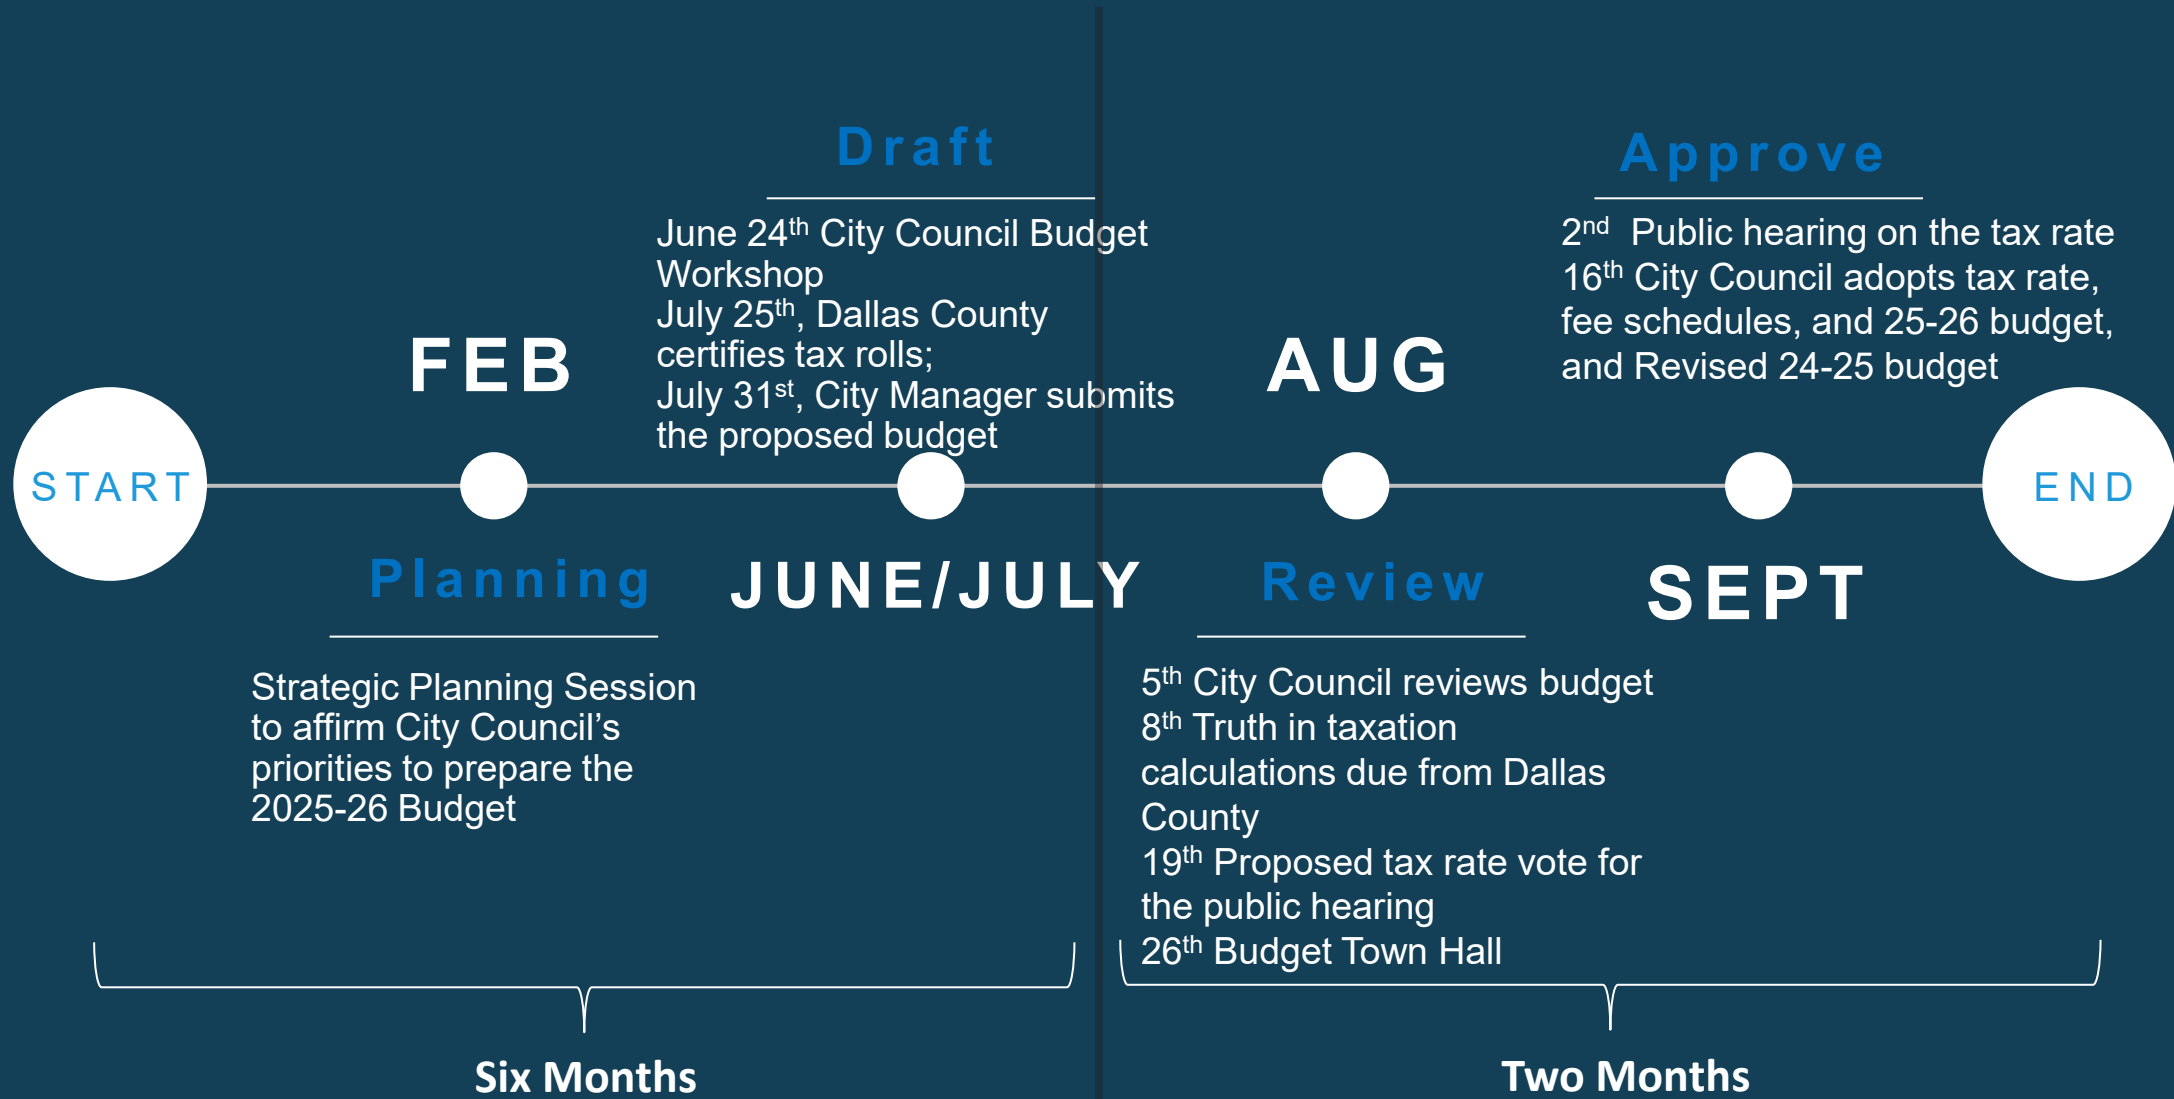 START
FEB
Planning
Strategic Planning Session
to affirm City Council’s
priorities to prepare the
2025-26 Budget
Draft
June 24th City Council Budget
Workshop
July 25th, Dallas County
certifies tax rolls;
July 31st, City Manager submits
the proposed budget
JUNE/JULY
AUG
Review
5th City Council reviews budget
8th Truth in taxation
calculations due from Dallas
County
19th Proposed tax rate vote for
the public hearing
26th Budget Town Hall
Approve
2nd  Public hearing on the tax rate
16th City Council adopts tax rate,
fee schedules, and 25-26 budget,
and Revised 24-25 budget
SEPT
END
Six Months
Two Months